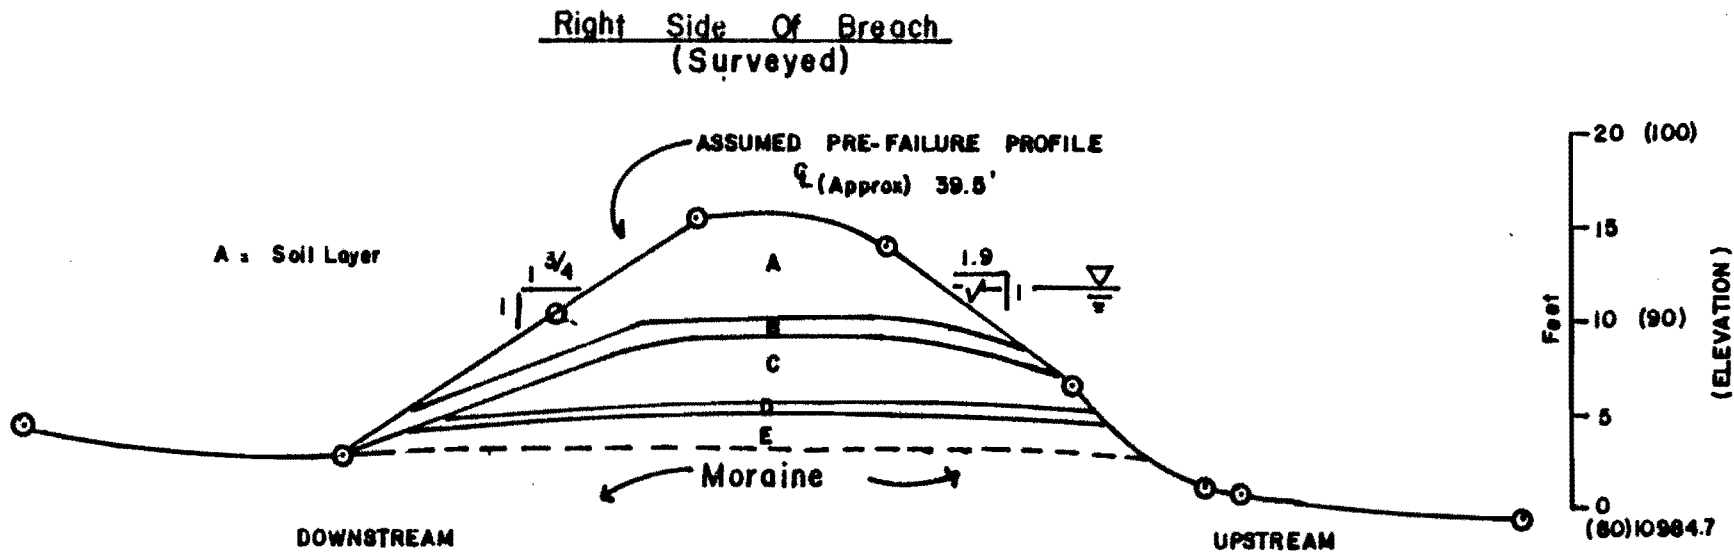 Right Side Of Breach
(Surveyed)
ASSUMED PRE-FAILURE PROFILE
℄ (Approx) 39.5'
A = Soil Layer
1 3/4
1
1.9
1
A
B
C
D
E
Moraine
DOWNSTREAM
UPSTREAM
20 (100)
15
10 (90)
5
0
(80)10984.7
Feet
(ELEVATION)